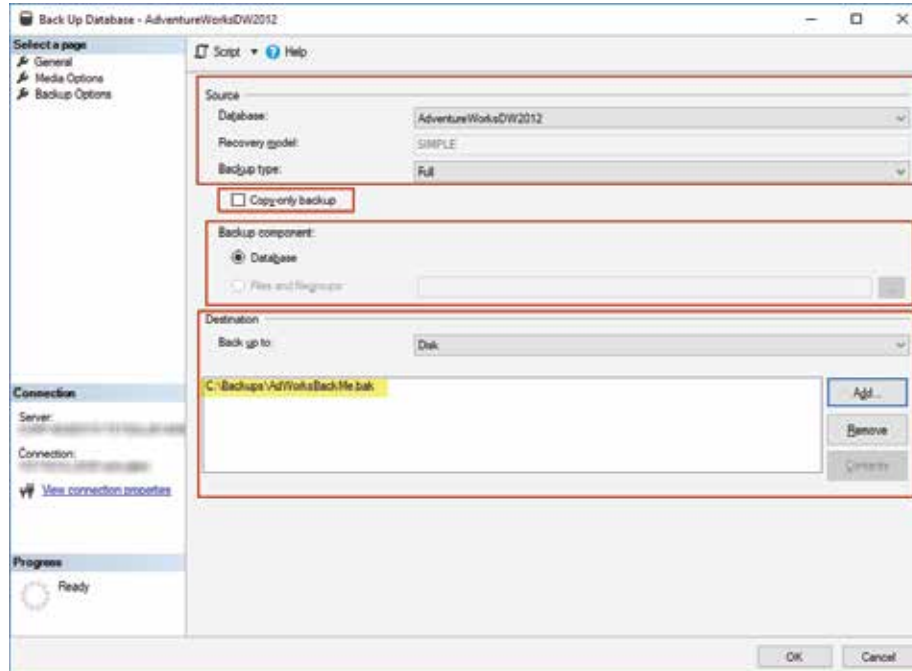 Back Up Database - AdventureWorksDW2012
Select a page
General
Media Options
Backup Options
Script Help
Source
Database: AdventureWorksDW2012
Recovery model: SIMPLE
Backup type: Full
Copy-only backup
Backup component:
Database
Files and filegroups:
Destination
Back up to: Disk
C:\Backups\AdWorksBackMe.bak
Add...
Remove
Contents
Connection
Server:
Connection:
View connection properties
Progress
Ready
OK Cancel